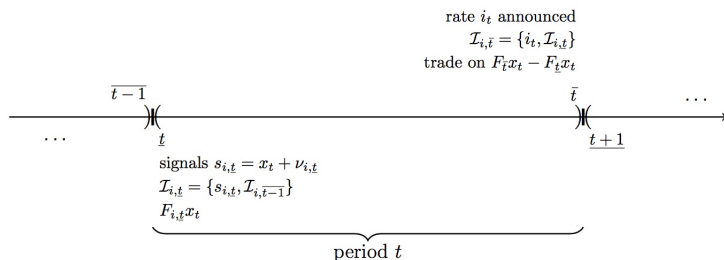 rate i_t announced
𝓘_{i,t̄} = {i_t, 𝓘_{i,t̲}}
trade on F_{t̄}x_t − F_{t̲}x_t
\overline{t−1}
t̄
...
)(
)(
...
t̲
\underline{t+1}
signals s_{i,t̲} = x_t + ν_{i,t̲}
𝓘_{i,t̲} = {s_{i,t̲}, 𝓘_{i,\overline{t−1}}}
F_{i,t̲}x_t
period t